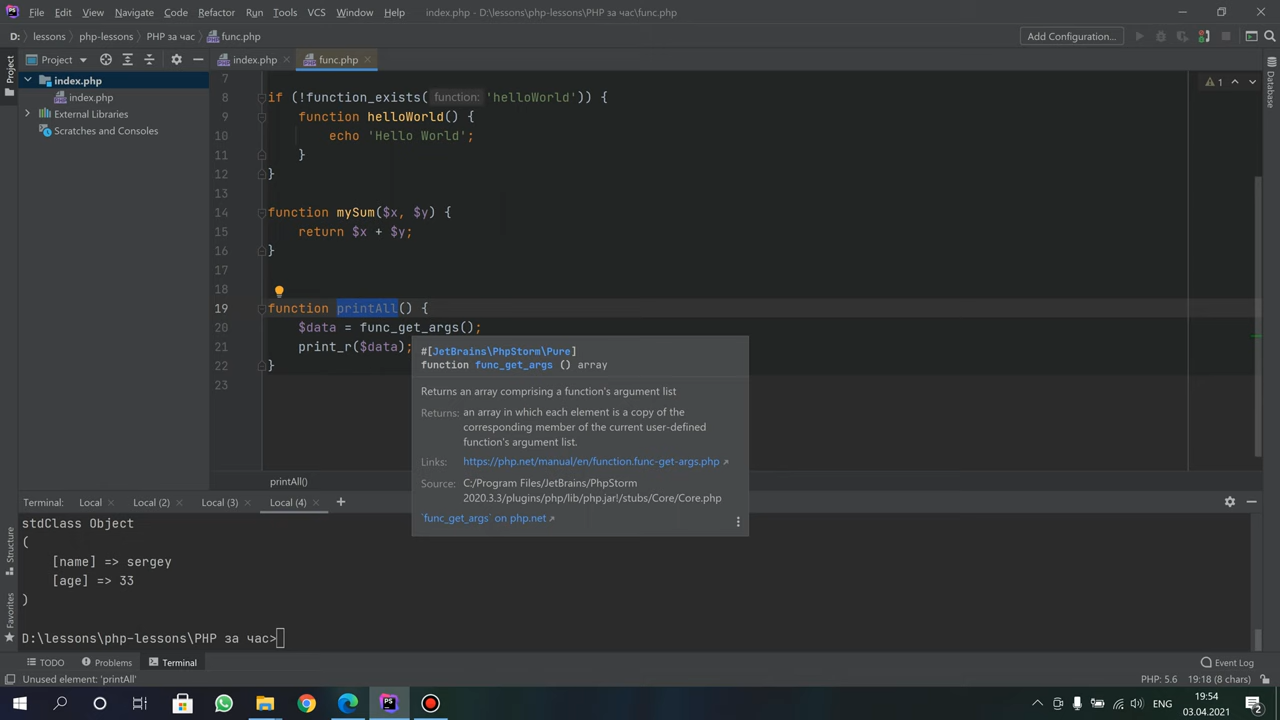 File Edit View Navigate Code Refactor Run Tools VCS Window Help index.php - D:\lessons\php-lessons\PHP за час\func.php
D: lessons php-lessons PHP за час func.php Add Configuration...
Project index.php func.php
index.php
index.php
External Libraries
Scratches and Consoles
Project
Structure
Favorites
Database
1
7
8 if (!function_exists( function: 'helloWorld')) {
9 function helloWorld() {
10 echo 'Hello World';
11 }
12 }
13
14 function mySum($x, $y) {
15 return $x + $y;
16 }
17
18
19 function printAll() {
20 $data = func_get_args();
21 print_r($data);
22 }
23
#[JetBrains\PhpStorm\Pure]
function func_get_args () array
Returns an array comprising a function's argument list
Returns: an array in which each element is a copy of the
corresponding member of the current user-defined
function's argument list.
Links: https://php.net/manual/en/function.func-get-args.php
Source: C:/Program Files/JetBrains/PhpStorm
2020.3.3/plugins/php/lib/php.jar!/stubs/Core/Core.php
`func_get_args` on php.net
printAll()
Terminal: Local Local (2) Local (3) Local (4)
stdClass Object
(
[name] => sergey
[age] => 33
)
D:\lessons\php-lessons\PHP за час>
TODO Problems Terminal Event Log
Unused element: 'printAll' PHP: 5.6 19:18 (8 chars)
PS ENG 19:54
03.04.2021 2